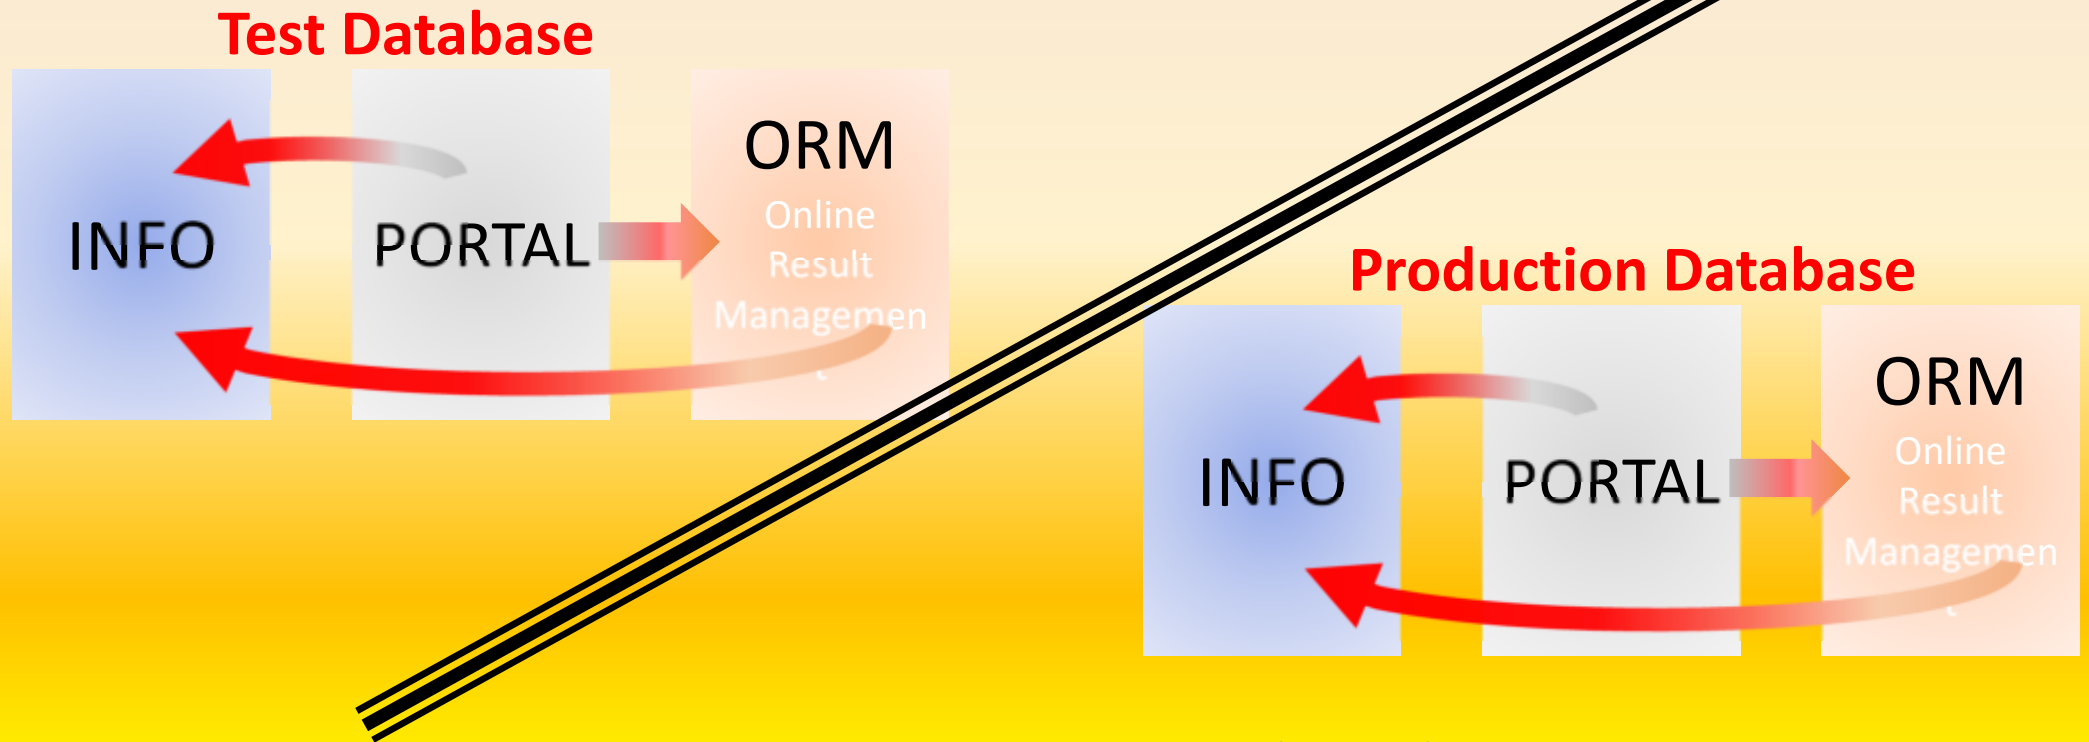 Test Database
INFO
PORTAL
ORM
Online
Result
Managemen
t
Production Database
INFO
PORTAL
ORM
Online
Result
Managemen
t